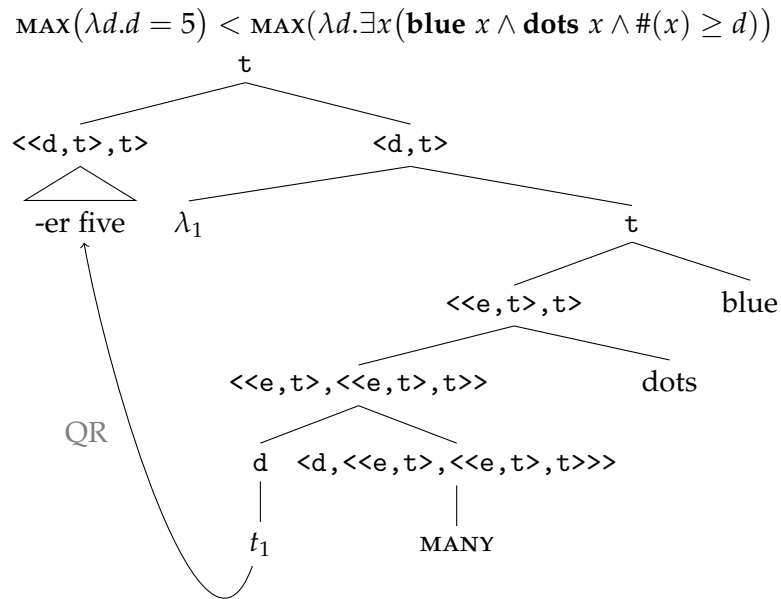 MAX(λd.d = 5) < MAX(λd.∃x(blue x ∧ dots x ∧ #(x) ≥ d))
t
<<d,t>,t> <d,t>
-er five λ₁ t
<<e,t>,t> blue
<<e,t>,<<e,t>,t>> dots
QR
d <d,<<e,t>,<<e,t>,t>>>
t₁ MANY